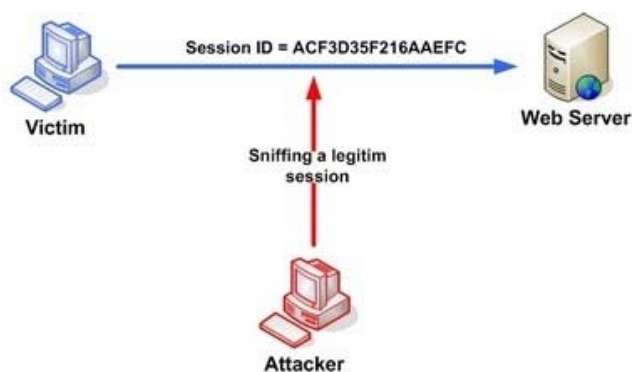 Session ID = ACF3D35F216AAEFC
Victim
Web Server
Sniffing a legitim
session
Attacker